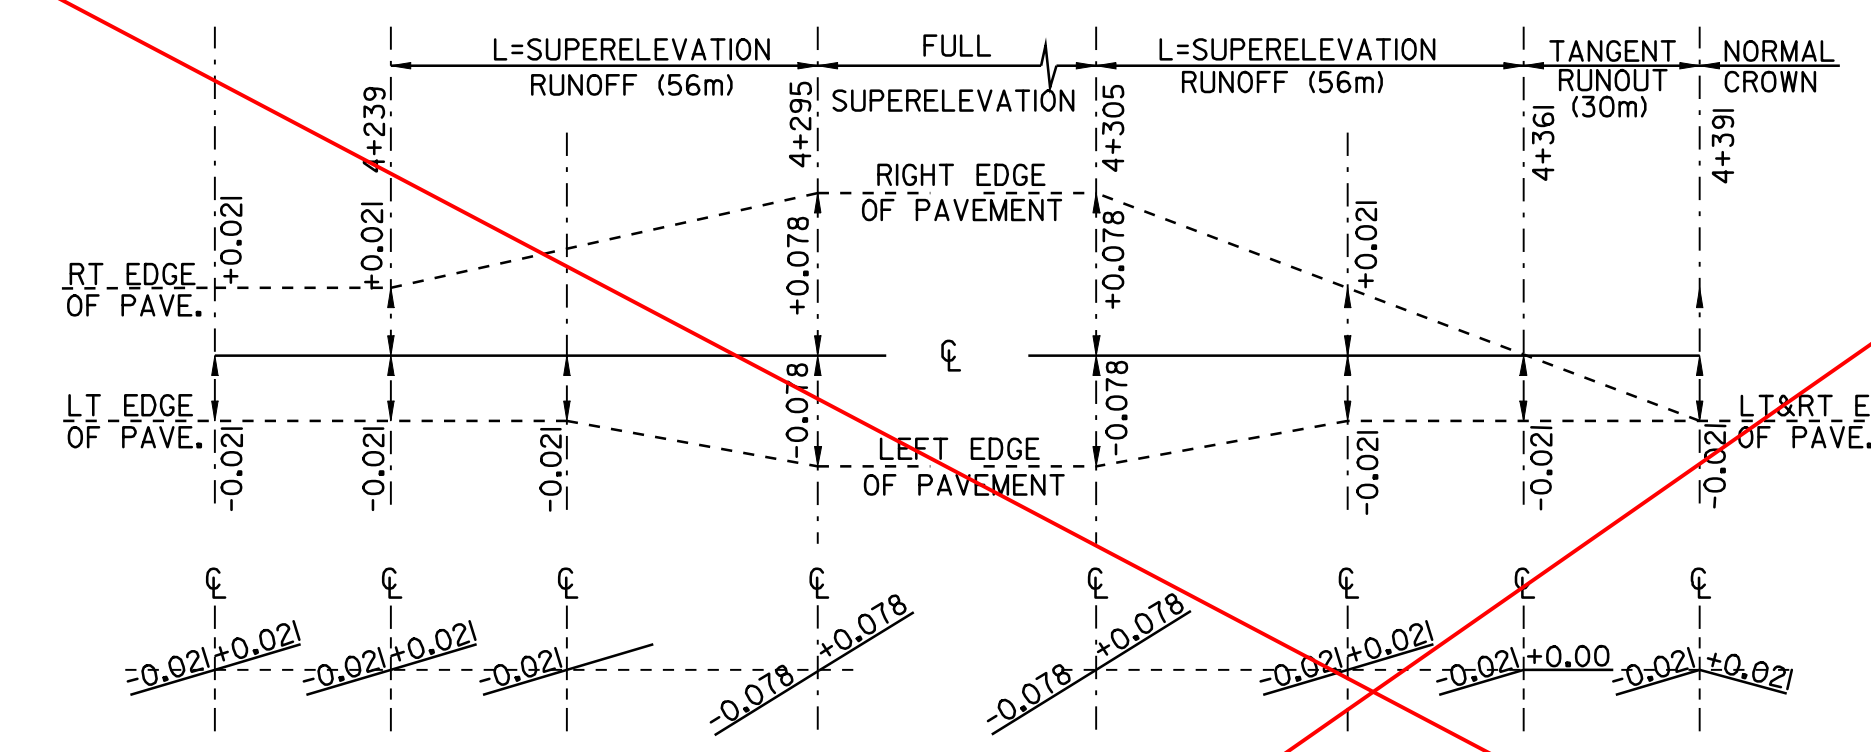 L=SUPERELEVATION
RUNOFF (56m)
FULL
SUPERELEVATION
L=SUPERELEVATION
RUNOFF (56m)
TANGENT
RUNOUT
(30m)
NORMAL
CROWN
4+239
4+295
4+305
4+361
4+391
RIGHT EDGE
OF PAVEMENT
+0.021
+0.021
+0.078
+0.078
+0.021
RT EDGE
OF PAVE.
℄
LT EDGE
OF PAVE.
-0.021
-0.021
-0.021
-0.078
-0.078
-0.021
-0.021
-0.021
LEFT EDGE
OF PAVEMENT
LT&RT E
OF PAVE.
℄ ℄ ℄ ℄ ℄ ℄ ℄ ℄
-0.021 +0.021
-0.021 +0.021
-0.021
-0.078 +0.078
-0.078 +0.078
-0.021 +0.021
-0.021 +0.00
-0.021 +0.021